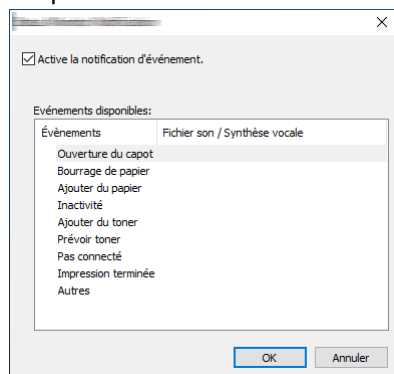 Active la notification d'événement.
Evénements disponibles:
Évènements Fichier son / Synthèse vocale
Ouverture du capot
Bourrage de papier
Ajouter du papier
Inactivité
Ajouter du toner
Prévoir toner
Pas connecté
Impression terminée
Autres
OK Annuler